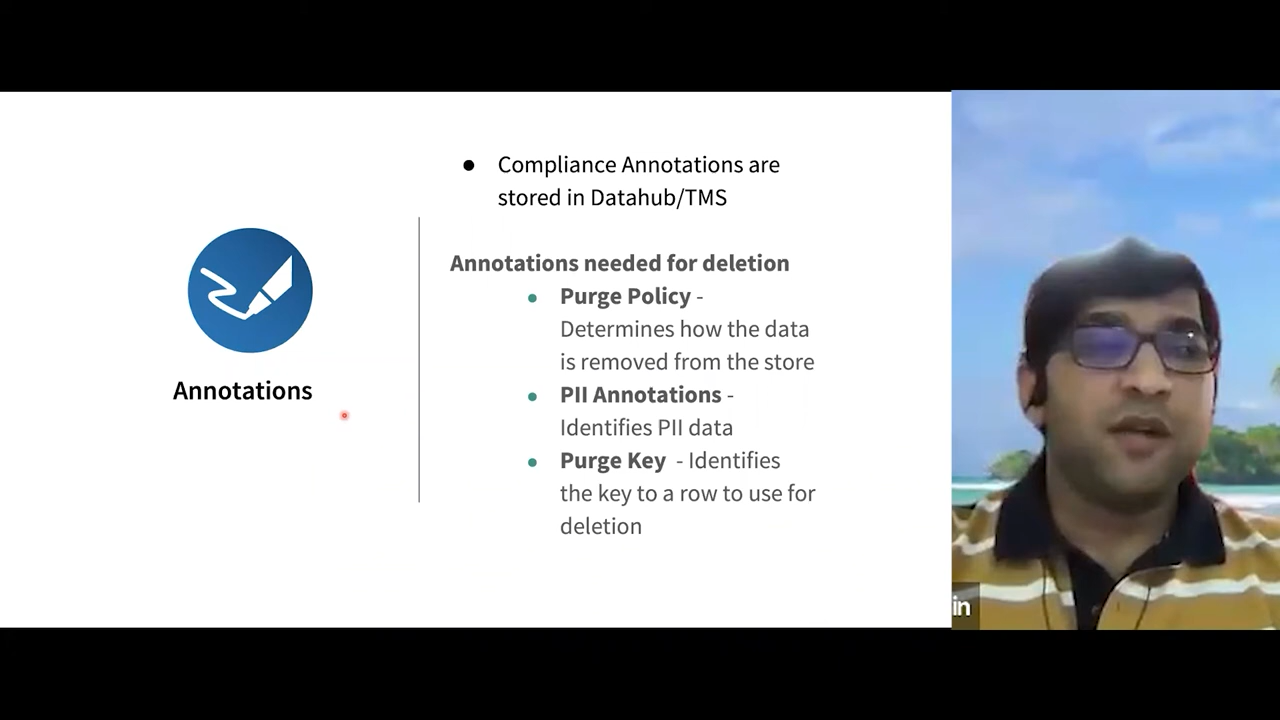 Compliance Annotations are
stored in Datahub/TMS
Annotations needed for deletion
Purge Policy -
Determines how the data
is removed from the store
PII Annotations -
Identifies PII data
Purge Key - Identifies
the key to a row to use for
deletion
Annotations
in